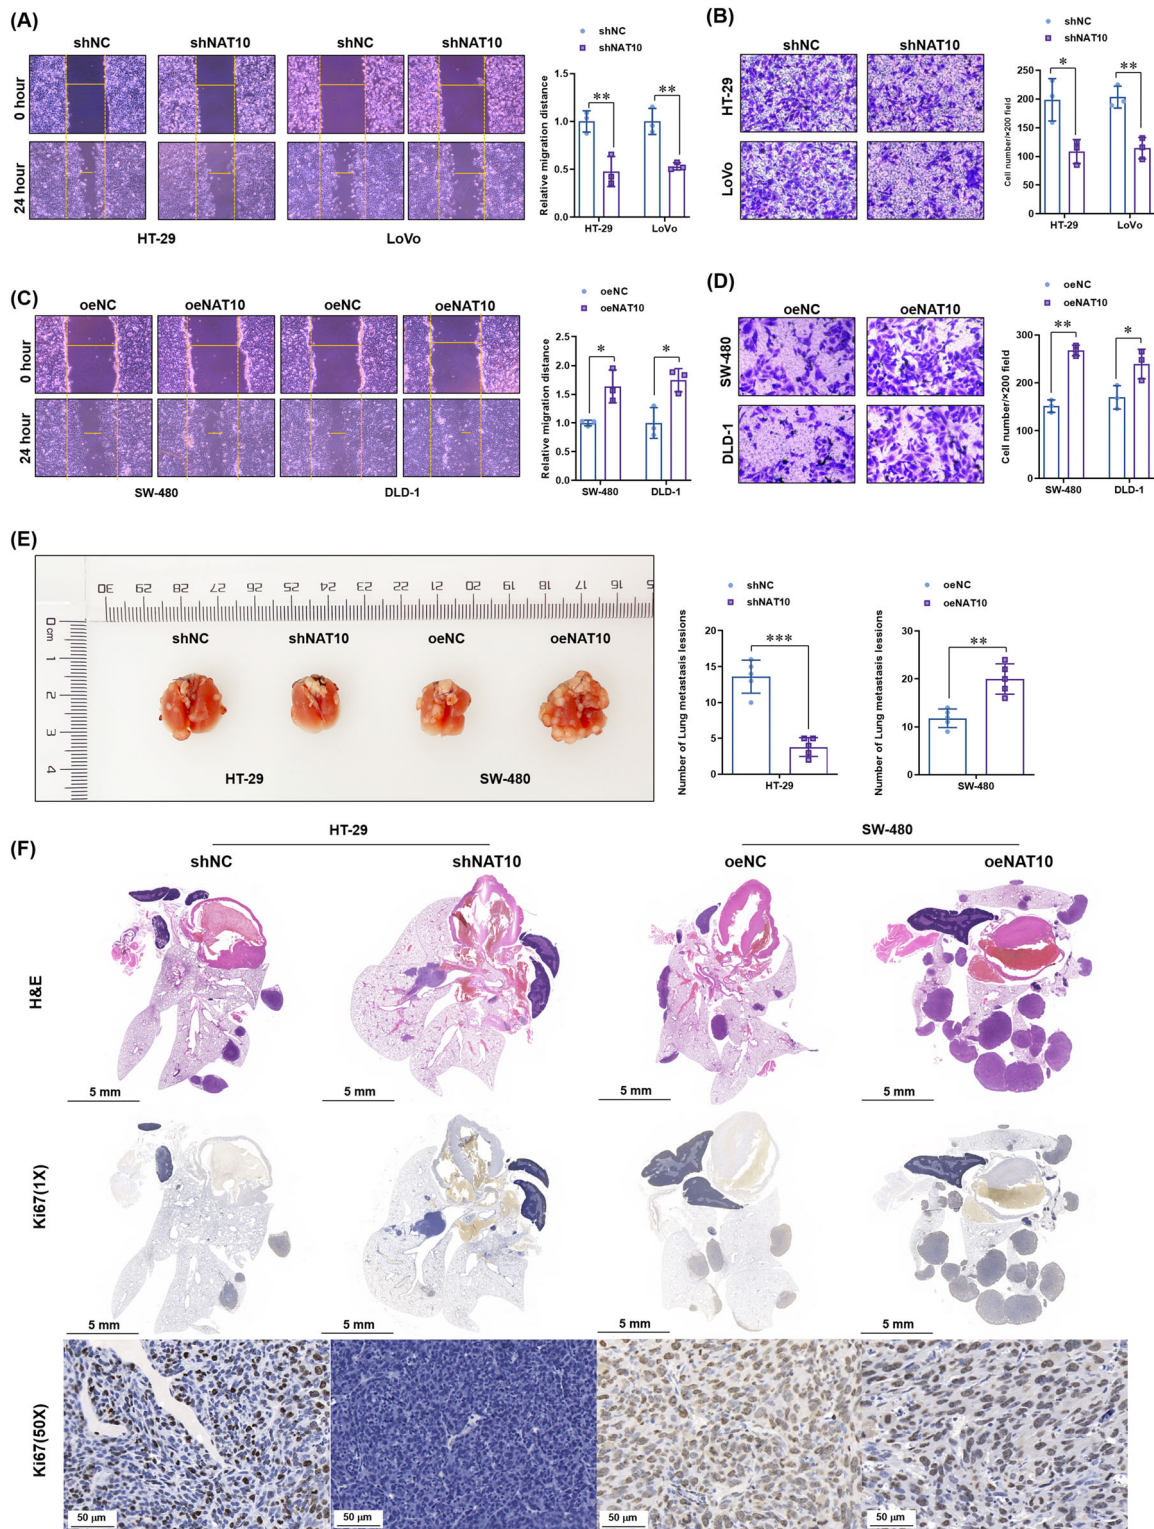 (A)
shNC shNAT10 shNC shNAT10
0 hour
24 hour
HT-29 LoVo
shNC
shNAT10
Relative migration distance
1.5
1.0
0.5
0.0
** **
HT-29 LoVo
(B)
shNC shNAT10
HT-29
LoVo
shNC
shNAT10
Cell number/×200 field
250
200
150
100
50
0
* **
HT-29 LoVo
(C)
oeNC oeNAT10 oeNC oeNAT10
0 hour
24 hour
SW-480 DLD-1
oeNC
oeNAT10
Relative migration distance
2.5
2.0
1.5
1.0
0.5
0.0
* *
SW-480 DLD-1
(D)
oeNC oeNAT10
SW-480
DLD-1
oeNC
oeNAT10
Cell number/×200 field
300
200
100
0
** *
SW-480 DLD-1
(E)
30 29 28 27 26 25 24 23 22 21 20 19 18 17 16 5
0 cm
1
2
3
4
shNC shNAT10 oeNC oeNAT10
HT-29 SW-480
shNC
shNAT10
Number of Lung metastasis lessions
20
15
10
5
0
***
HT-29
oeNC
oeNAT10
Number of Lung metastasis lessions
30
20
10
0
**
SW-480
(F)
HT-29 SW-480
shNC shNAT10 oeNC oeNAT10
H&E
5 mm 5 mm 5 mm 5 mm
Ki67(1X)
5 mm 5 mm 5 mm 5 mm
Ki67(50X)
50 μm 50 μm 50 μm 50 μm